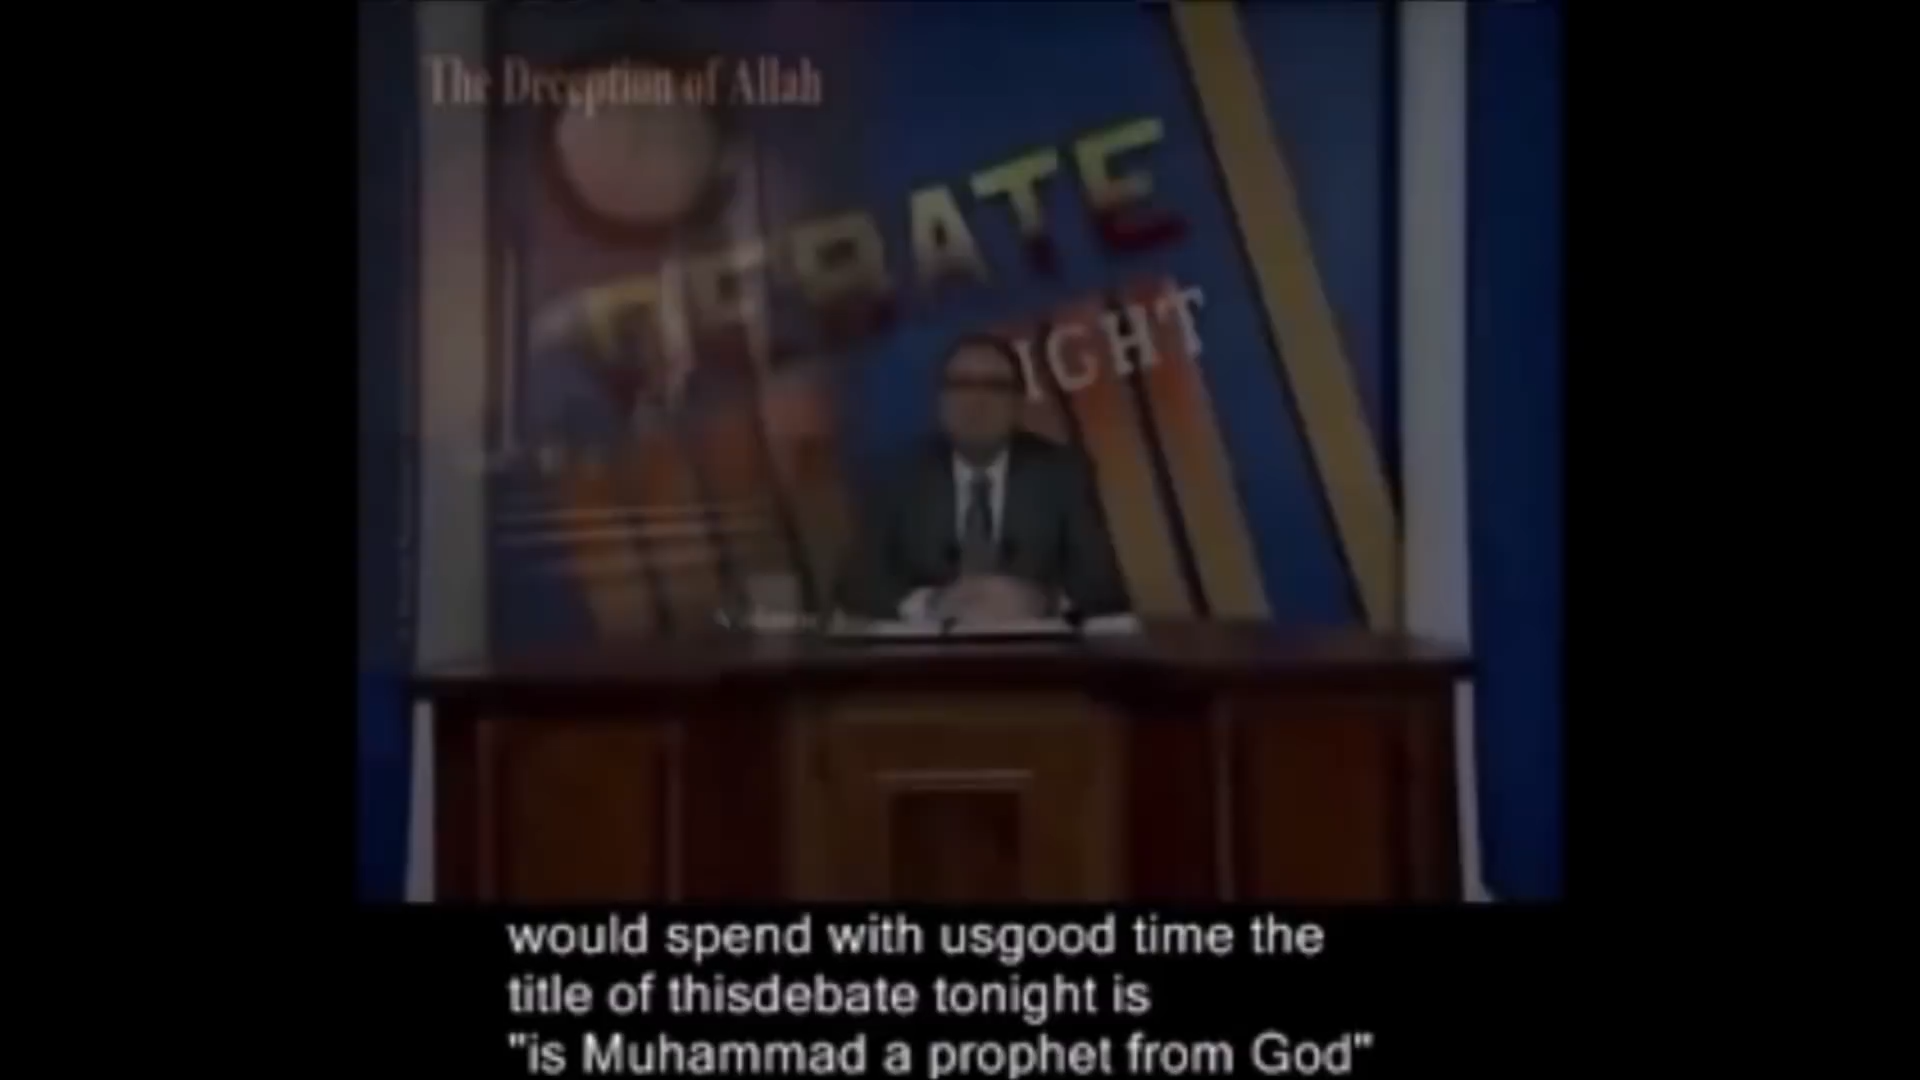 The Deception of Allah
DEBATE
IGHT
would spend with usgood time the
title of thisdebate tonight is
"is Muhammad a prophet from God"